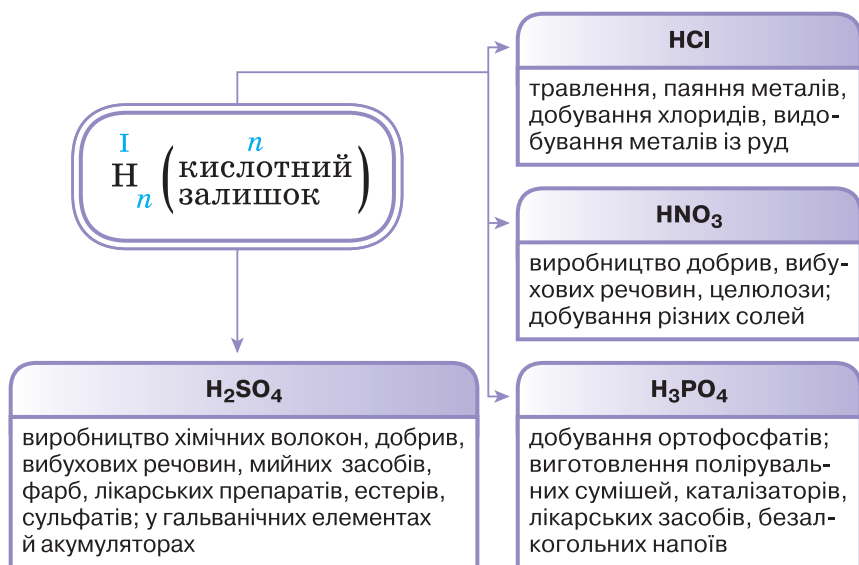 I n
Hn (кислотний
залишок)
HCl
травлення, паяння металів,
добування хлоридів, видо-
бування металів із руд
HNO₃
виробництво добрив, вибу-
хових речовин, целюлози;
добування різних солей
H₂SO₄
виробництво хімічних волокон, добрив,
вибухових речовин, мийних засобів,
фарб, лікарських препаратів, естерів,
сульфатів; у гальванічних елементах
й акумуляторах
H₃PO₄
добування ортофосфатів;
виготовлення полірувaль-
них сумішей, каталізаторів,
лікарських засобів, безал-
когольних напоїв